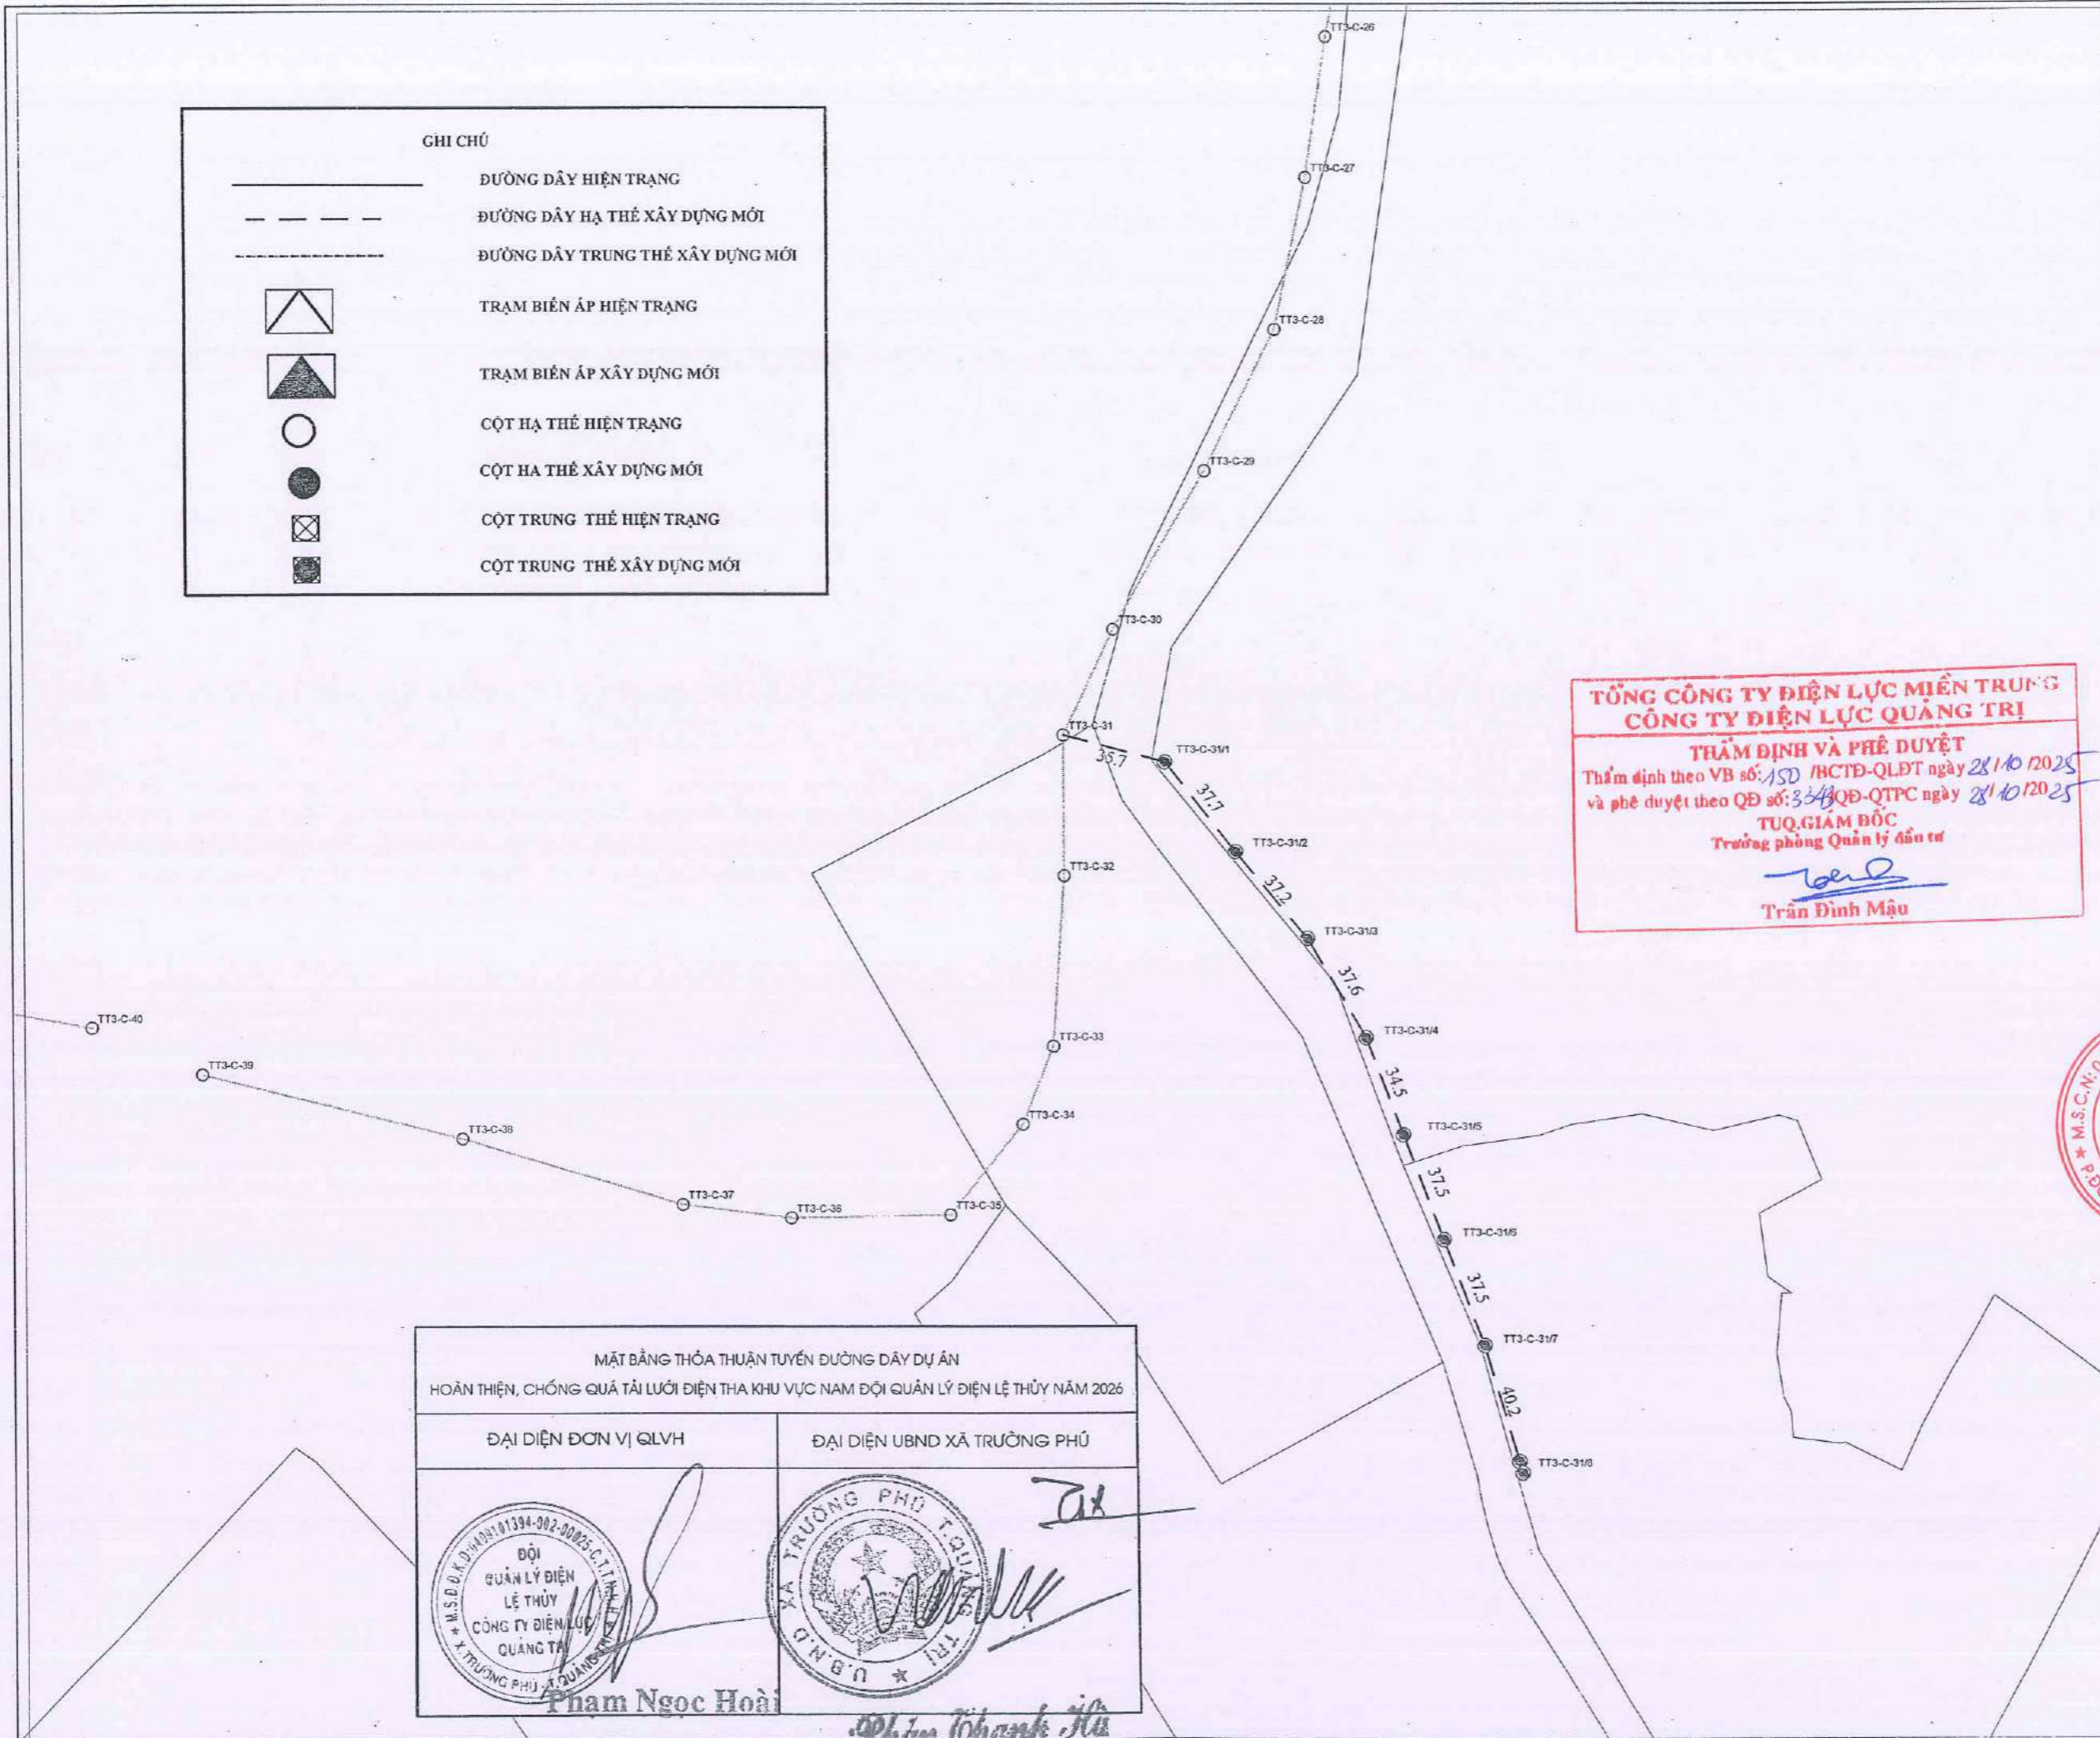 GHI CHÚ
ĐƯỜNG DÂY HIỆN TRẠNG
ĐƯỜNG DÂY HẠ THẾ XÂY DỰNG MỚI
ĐƯỜNG DÂY TRUNG THẾ XÂY DỰNG MỚI
TRẠM BIẾN ÁP HIỆN TRẠNG
TRẠM BIẾN ÁP XÂY DỰNG MỚI
CỘT HẠ THẾ HIỆN TRẠNG
CỘT HA THẾ XÂY DỰNG MỚI
CỘT TRUNG THẾ HIỆN TRẠNG
CỘT TRUNG THẾ XÂY DỰNG MỚI
TT3-C-26
TT3-C-27
TT3-C-28
TT3-C-29
TT3-C-30
TT3-C-31
35.7
TT3-C-31/1
37.7
TT3-C-31/2
37.2
TT3-C-31/3
37.6
TT3-C-31/4
34.5
TT3-C-31/5
37.5
TT3-C-31/6
37.5
TT3-C-31/7
40.2
TT3-C-31/8
TT3-C-32
TT3-C-33
TT3-C-34
TT3-C-35
TT3-C-36
TT3-C-37
TT3-C-38
TT3-C-39
TT3-C-40
TỔNG CÔNG TY ĐIỆN LỰC MIỀN TRUNG
CÔNG TY ĐIỆN LỰC QUẢNG TRỊ
THẨM ĐỊNH VÀ PHÊ DUYỆT
Thẩm định theo VB số: 150 /BCTĐ-QLĐT ngày 28/10/2025
và phê duyệt theo QĐ số: /QĐ-QTPC ngày 28/10/2025
TUQ.GIÁM ĐỐC
Trưởng phòng Quản lý đầu tư
Trần Đình Mậu
★ M.S.C.N:0
MẶT BẰNG THỎA THUẬN TUYẾN ĐƯỜNG DÂY DỰ ÁN
HOÀN THIỆN, CHỐNG QUÁ TẢI LƯỚI ĐIỆN THA KHU VỰC NAM ĐỘI QUẢN LÝ ĐIỆN LỆ THỦY NĂM 2026
ĐẠI DIỆN ĐƠN VỊ QLVH
ĐẠI DIỆN UBND XÃ TRƯỜNG PHÚ
ĐỘI
QUẢN LÝ ĐIỆN
LỆ THỦY
CÔNG TY ĐIỆN LỰC
QUẢNG TRỊ
X. TRƯỜNG PHÚ - T.QUẢNG TRỊ
Phạm Ngọc Hoài
U.B.N.D XÃ TRƯỜNG PHÚ T.QUẢNG TRỊ ★